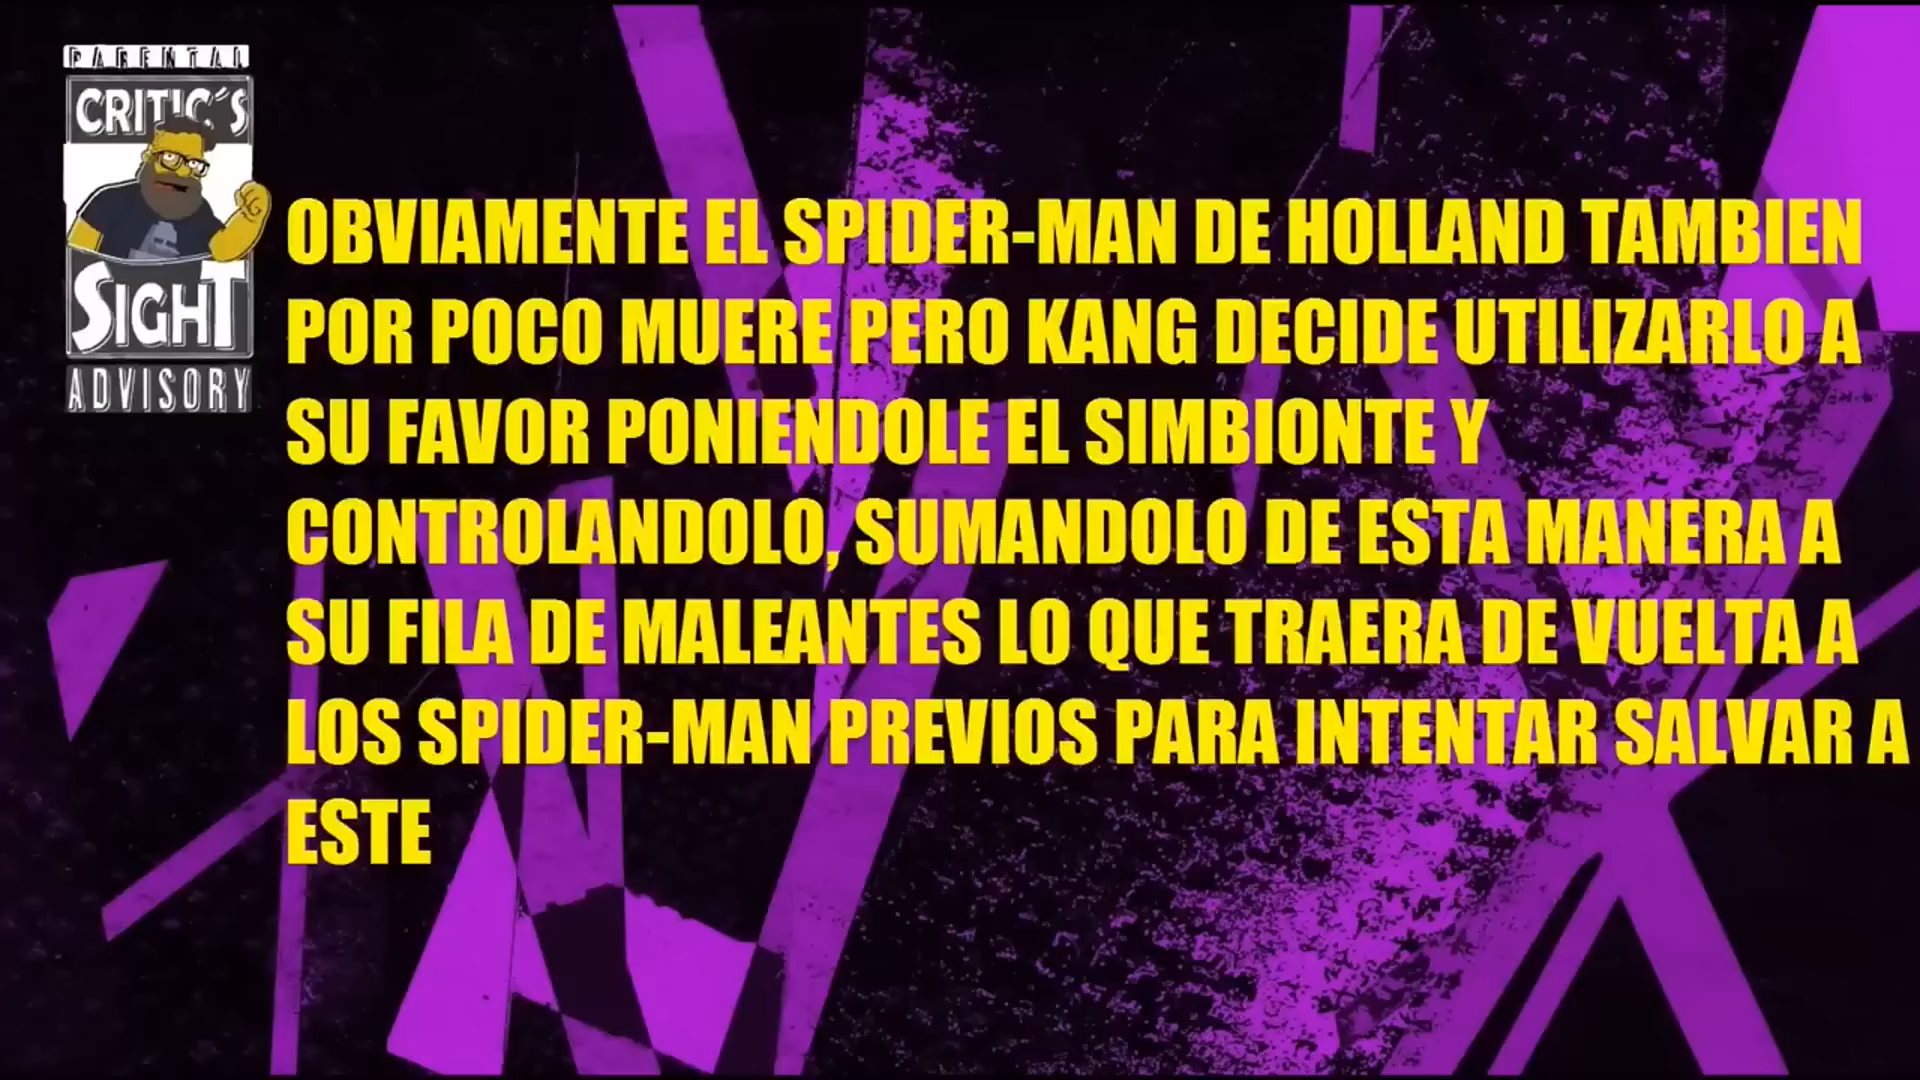 PARENTAL
CRITIC´S
SIGHT
ADVISORY
OBVIAMENTE EL SPIDER-MAN DE HOLLAND TAMBIEN
POR POCO MUERE PERO KANG DECIDE UTILIZARLO A
SU FAVOR PONIENDOLE EL SIMBIONTE Y
CONTROLANDOLO, SUMANDOLO DE ESTA MANERA A
SU FILA DE MALEANTES LO QUE TRAERA DE VUELTA A
LOS SPIDER-MAN PREVIOS PARA INTENTAR SALVAR A
ESTE